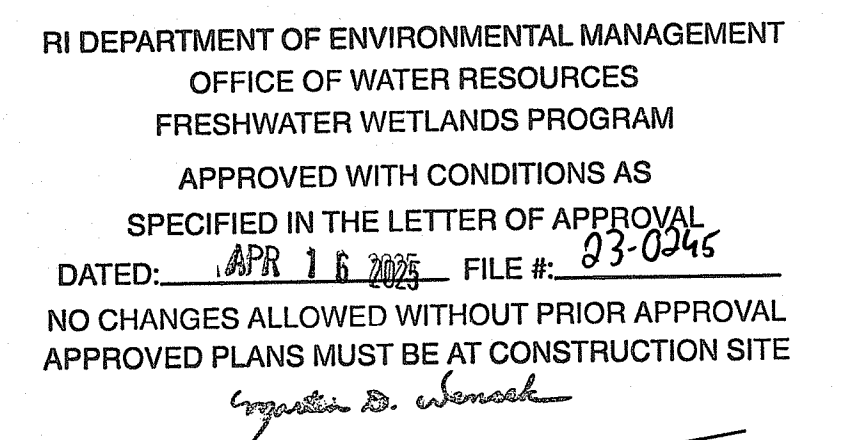 RI DEPARTMENT OF ENVIRONMENTAL MANAGEMENT
OFFICE OF WATER RESOURCES
FRESHWATER WETLANDS PROGRAM
APPROVED WITH CONDITIONS AS
SPECIFIED IN THE LETTER OF APPROVAL
DATED: APR 16 2025 FILE #: 23-0245
NO CHANGES ALLOWED WITHOUT PRIOR APPROVAL
APPROVED PLANS MUST BE AT CONSTRUCTION SITE
D.